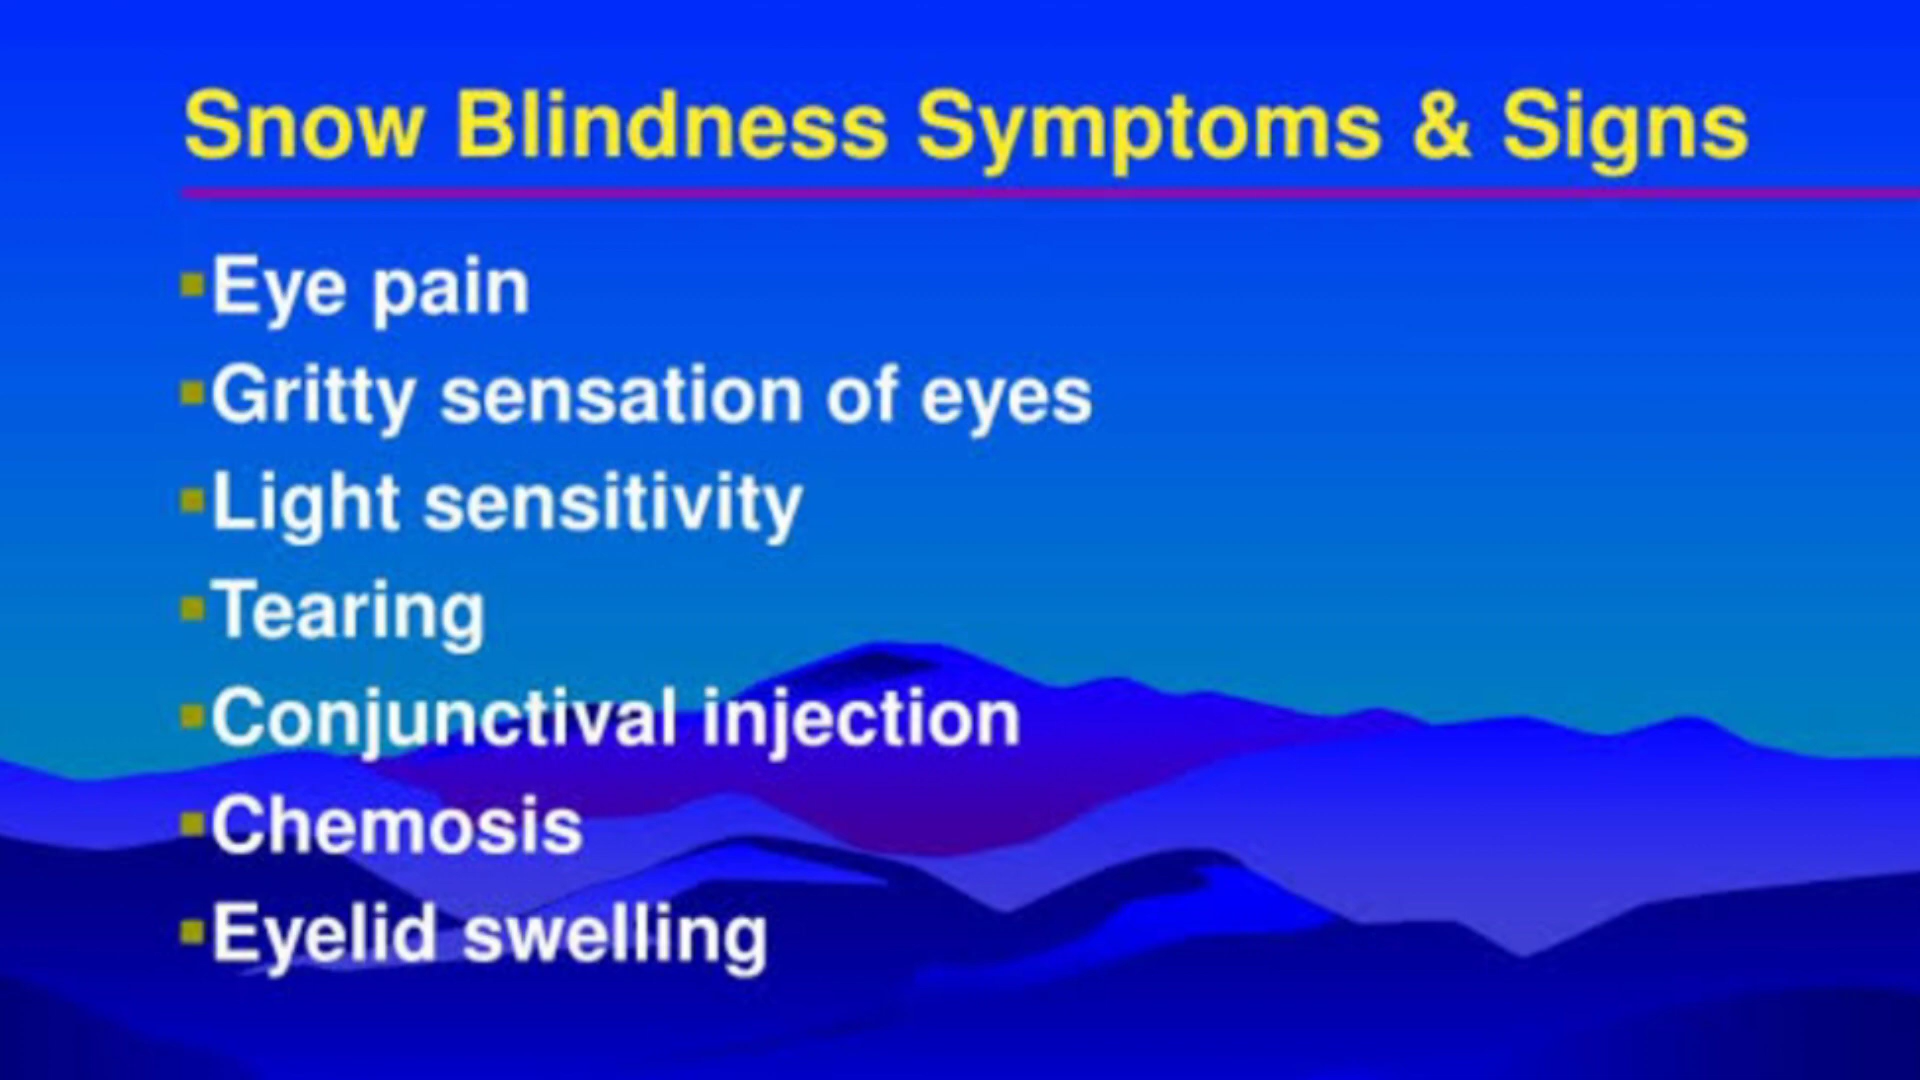 Snow Blindness Symptoms & Signs
Eye pain
Gritty sensation of eyes
Light sensitivity
Tearing
Conjunctival injection
Chemosis
Eyelid swelling